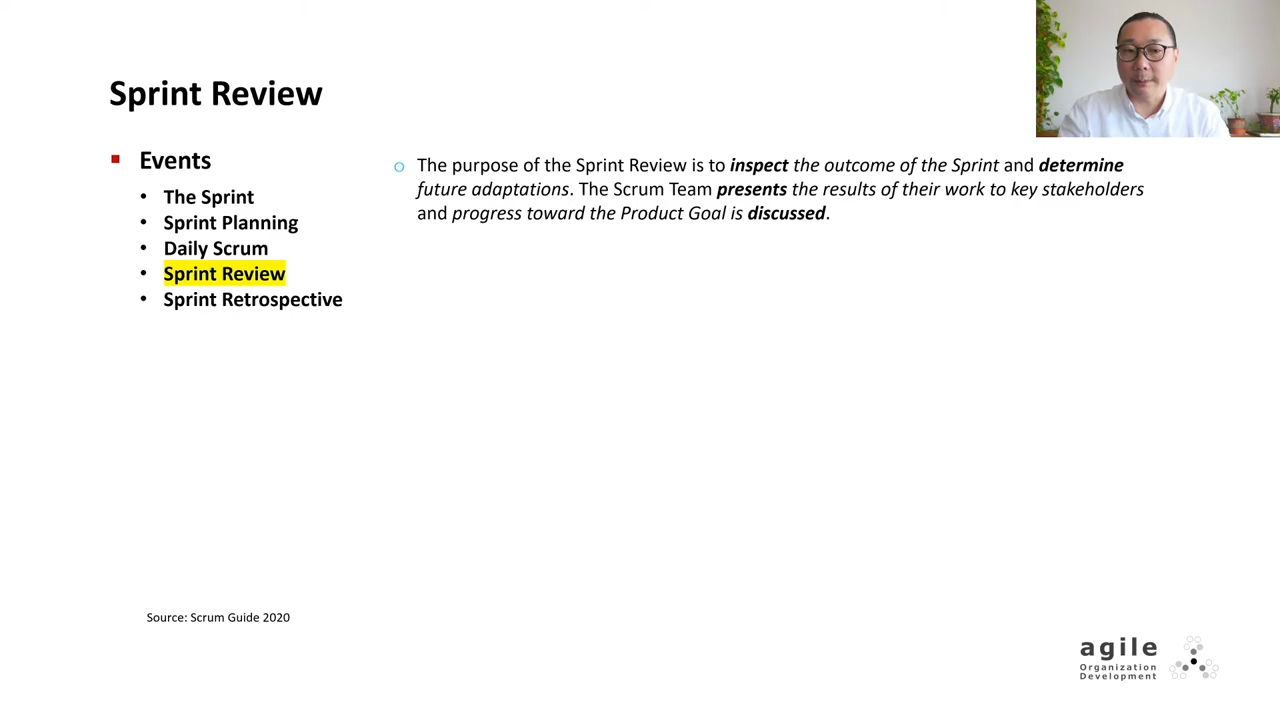 Sprint Review
Events
The Sprint
Sprint Planning
Daily Scrum
Sprint Review
Sprint Retrospective
The purpose of the Sprint Review is to inspect the outcome of the Sprint and determine
future adaptations. The Scrum Team presents the results of their work to key stakeholders
and progress toward the Product Goal is discussed.
Source: Scrum Guide 2020
agile
Organization
Development